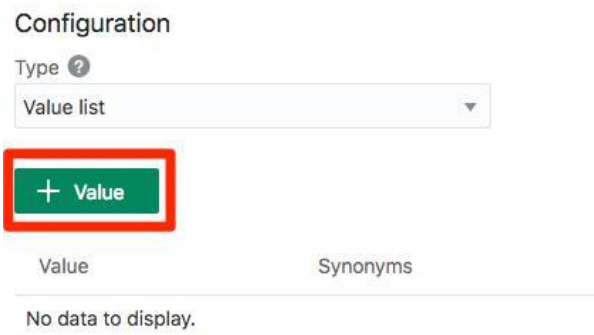 Configuration
Type ?
Value list
+ Value
Value Synonyms
No data to display.